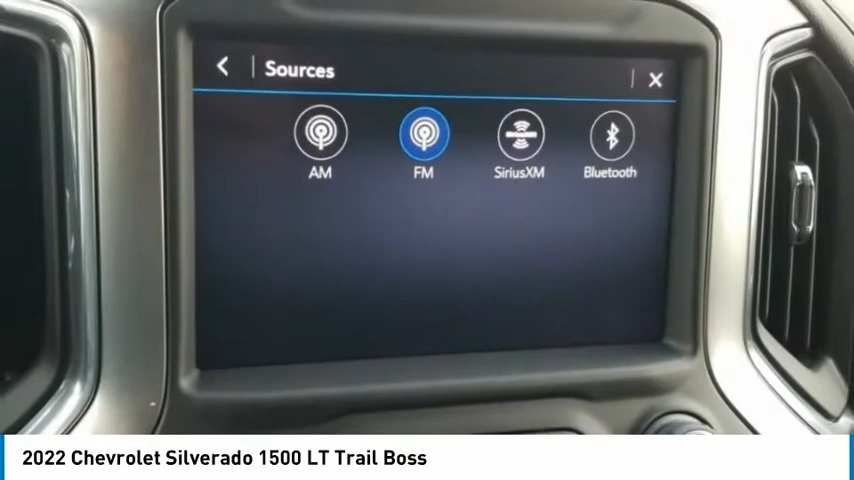 Sources
AM FM SiriusXM Bluetooth
2022 Chevrolet Silverado 1500 LT Trail Boss